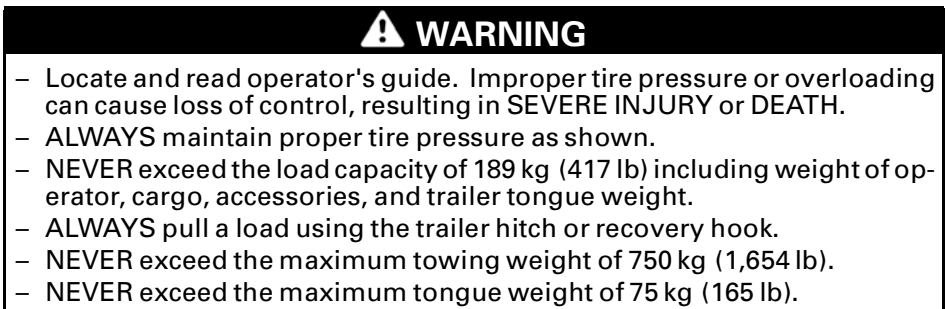 WARNING
– Locate and read operator's guide. Improper tire pressure or overloading
can cause loss of control, resulting in SEVERE INJURY or DEATH.
– ALWAYS maintain proper tire pressure as shown.
– NEVER exceed the load capacity of 189 kg (417 lb) including weight of op-
erator, cargo, accessories, and trailer tongue weight.
– ALWAYS pull a load using the trailer hitch or recovery hook.
– NEVER exceed the maximum towing weight of 750 kg (1,654 lb).
– NEVER exceed the maximum tongue weight of 75 kg (165 lb).